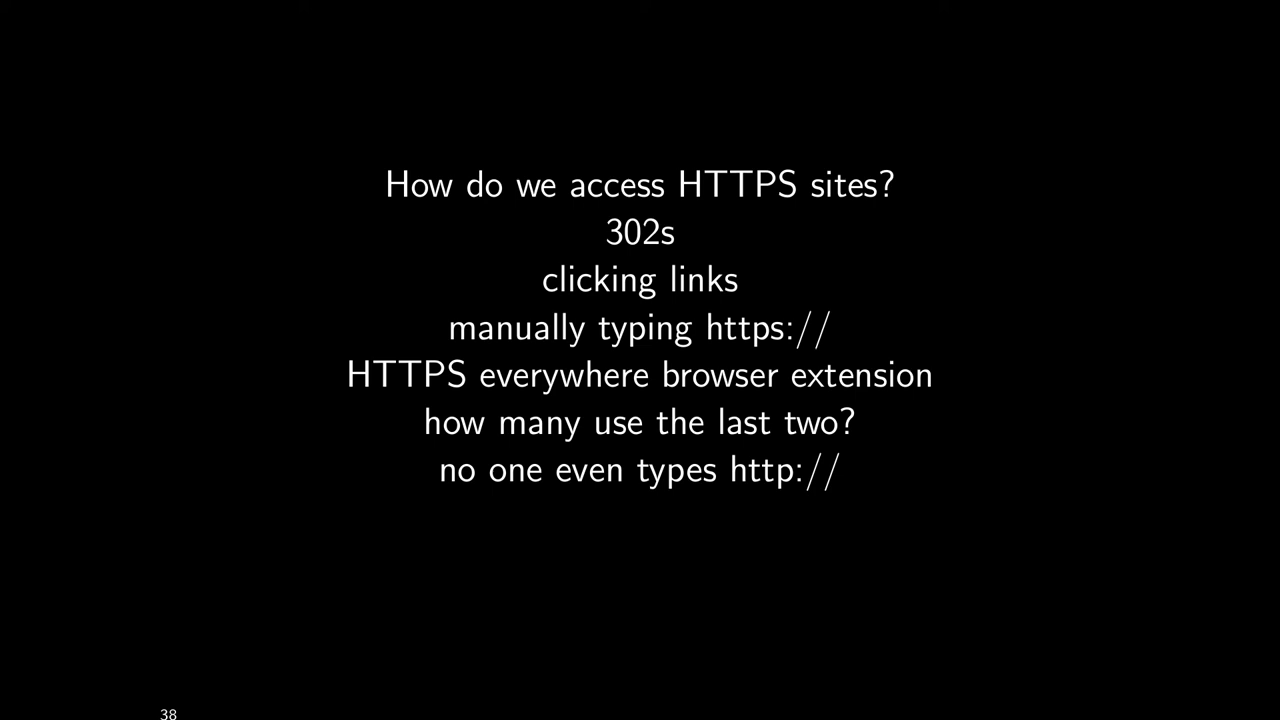 How do we access HTTPS sites?
302s
clicking links
manually typing https://
HTTPS everywhere browser extension
how many use the last two?
no one even types http://
38